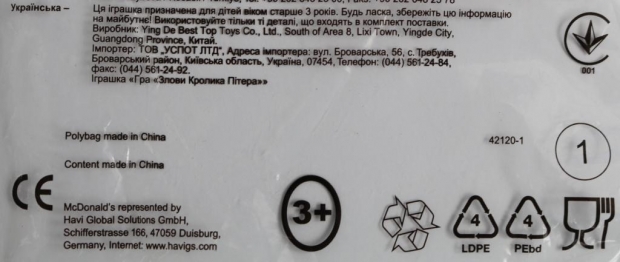 Українська –
Ця іграшка призначена для дітей віком старше 3 років. Будь ласка, збережіть цю інформацію
на майбутнє! Використовуйте тільки ті деталі, що входять в комплект поставки.
Виробник: Ying De Best Top Toys Co., Ltd., South of Area 8, Lixi Town, Yingde City,
Guangdong Province, Китай.
Імпортер: ТОВ „УСПОТ ЛТД", Адреса імпортера: вул. Броварська, 56, с. Требухів,
Броварський район, Київська область, Україна, 07454, Телефон: (044) 561-24-84,
факс: (044) 561-24-92.
Іграшка «Гра «Злови Кролика Пітера»»
001
Polybag made in China
42120-1
1
Content made in China
CE
McDonald's represented by
Havi Global Solutions GmbH,
Schifferstrasse 166, 47059 Duisburg,
Germany, Internet: www.havigs.com
3+
4
LDPE
4
PEbd